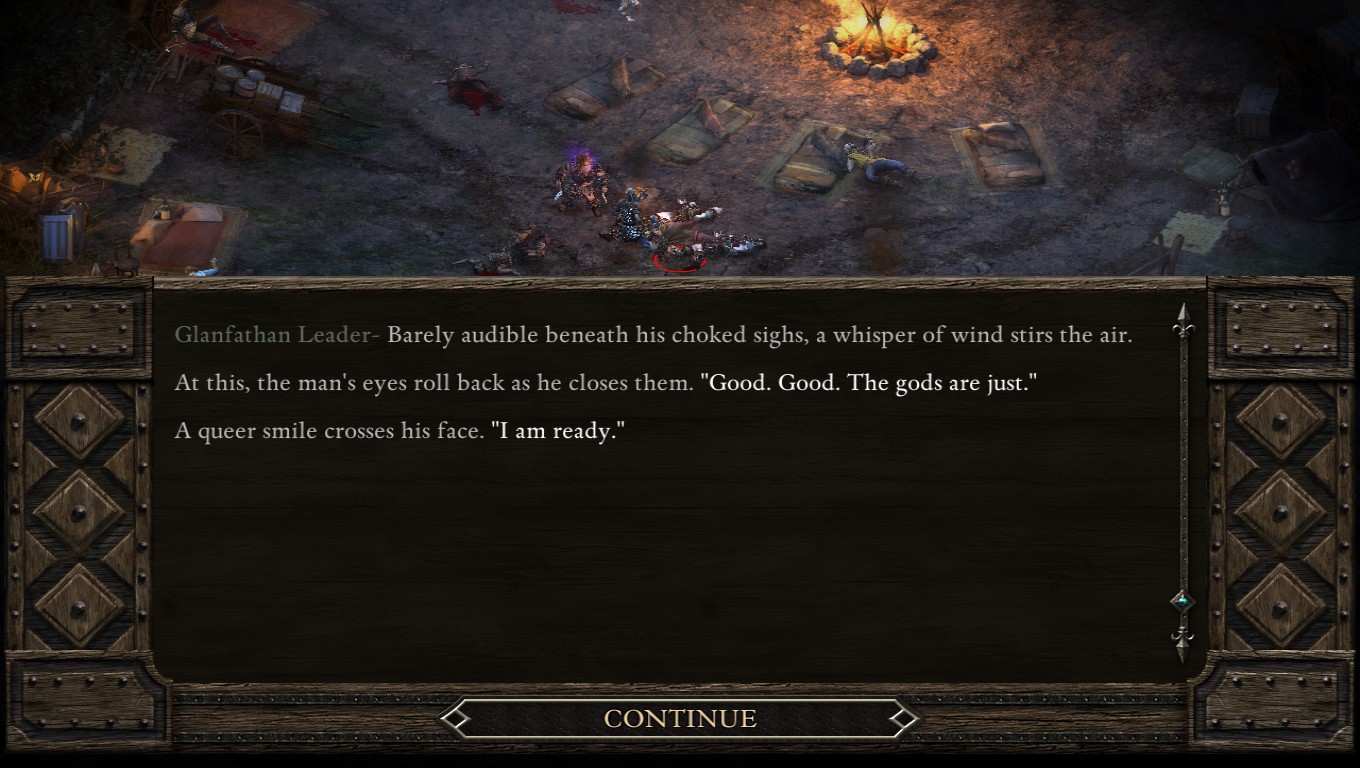 Glanfathan Leader- Barely audible beneath his choked sighs, a whisper of wind stirs the air.
At this, the man's eyes roll back as he closes them. "Good. Good. The gods are just."
A queer smile crosses his face. "I am ready."
CONTINUE